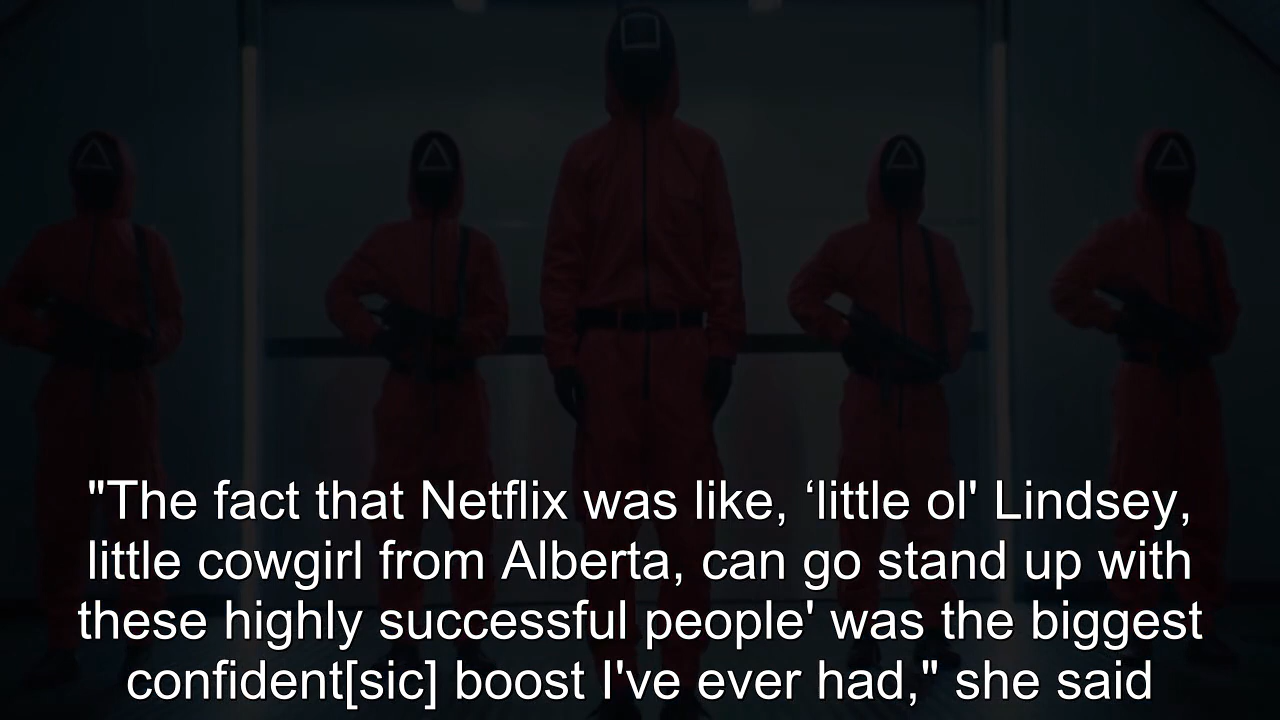 "The fact that Netflix was like, ‘little ol' Lindsey,
little cowgirl from Alberta, can go stand up with
these highly successful people' was the biggest
confident[sic] boost I've ever had," she said